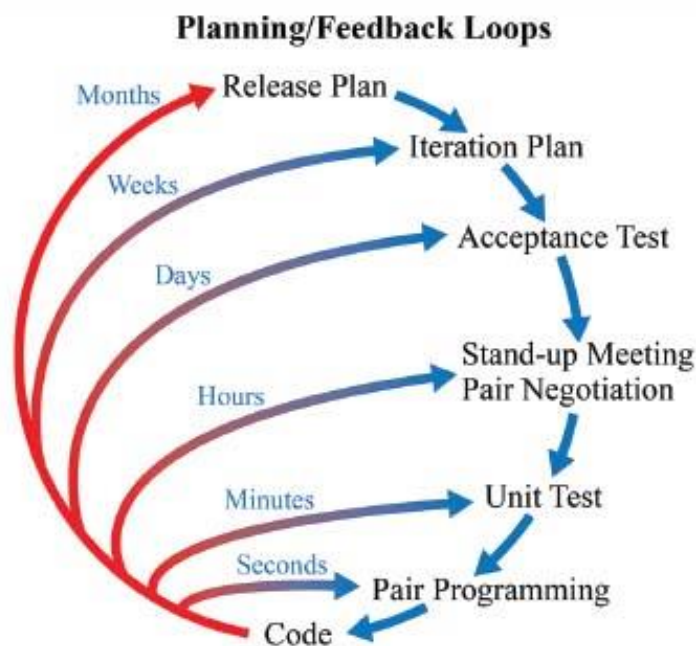 Planning/Feedback Loops
Months
Release Plan
Iteration Plan
Weeks
Acceptance Test
Days
Stand-up Meeting
Pair Negotiation
Hours
Unit Test
Minutes
Seconds
Pair Programming
Code